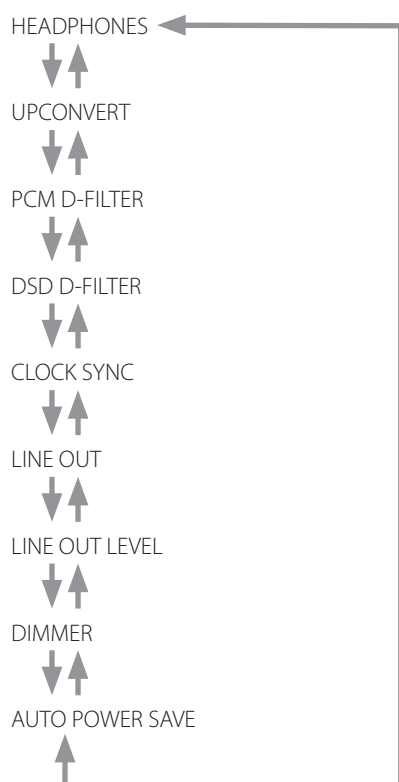 HEADPHONES
UPCONVERT
PCM D-FILTER
DSD D-FILTER
CLOCK SYNC
LINE OUT
LINE OUT LEVEL
DIMMER
AUTO POWER SAVE